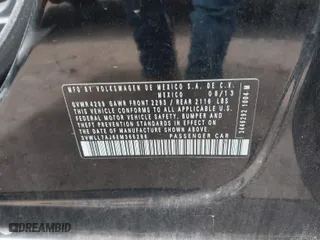 MFD.BY VOLKSWAGEN DE MEXICO S.A. DE C.V.
MEXICO 08/13
GVWR 4299 GAWR FRONT 2293 / REAR 2116 LBS
THIS VEHICLE CONFORMS TO ALL APPLICABLE U.S.
FEDERAL MOTOR VEHICLE SAFETY, BUMPER AND
THEFT PREVENTION STANDARDS IN EFFECT ON THE
DATE OF MANUFACTURE SHOWN ABOVE
PASSENGER CAR